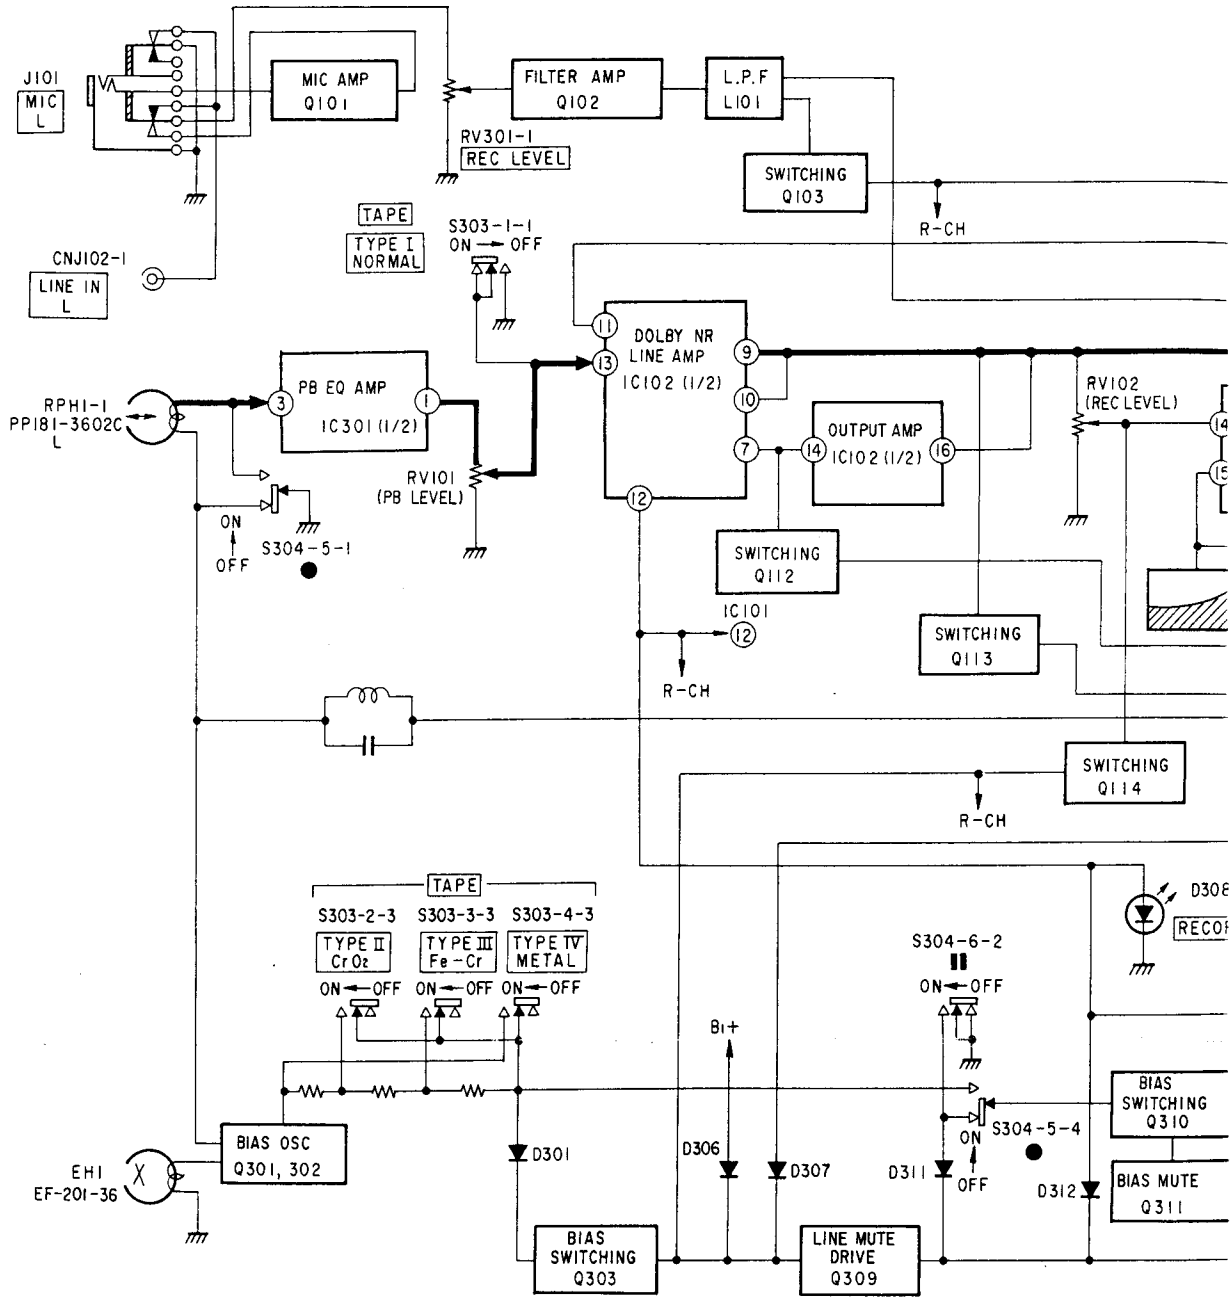 J101
MIC
L
MIC AMP
Q101
RV301-1
REC LEVEL
FILTER AMP
Q102
L.P.F
L101
SWITCHING
Q103
R-CH
CNJ102-1
LINE IN
L
TAPE
TYPE I
NORMAL
S303-1-1
ON OFF
11
13
DOLBY NR
LINE AMP
IC102 (1/2)
9
10
7
12
RPH1-1
PP181-3602C
L
3
PB EQ AMP
IC301 (1/2)
1
RV101
(PB LEVEL)
14
OUTPUT AMP
IC102 (1/2)
16
RV102
(REC LEVEL)
14
15
ON
OFF
S304-5-1
SWITCHING
Q112
IC101
12
R-CH
SWITCHING
Q113
SWITCHING
Q114
R-CH
TAPE
S303-2-3
S303-3-3
S303-4-3
TYPE II
CrO2
TYPE III
Fe-Cr
TYPE IV
METAL
ON OFF
ON OFF
ON OFF
S304-6-2
ON OFF
D308
RECOR
B1+
BIAS OSC
Q301, 302
EH1
EF-201-36
D301
D306
D307
D311
ON
OFF
S304-5-4
D312
BIAS
SWITCHING
Q310
BIAS MUTE
Q311
BIAS
SWITCHING
Q303
LINE MUTE
DRIVE
Q309